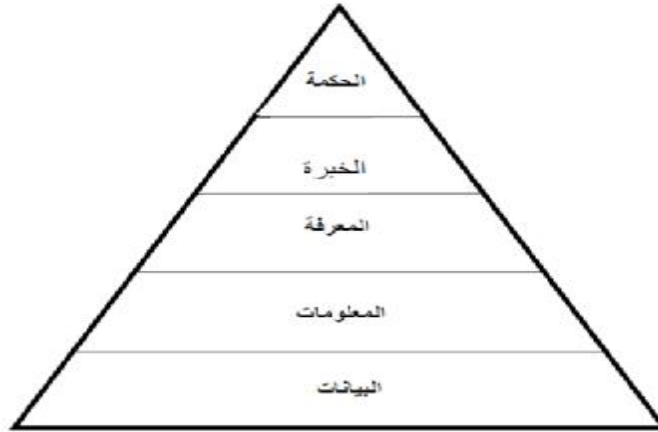 الحكمة
الخبرة
المعرفة
المعلومات
البيانات